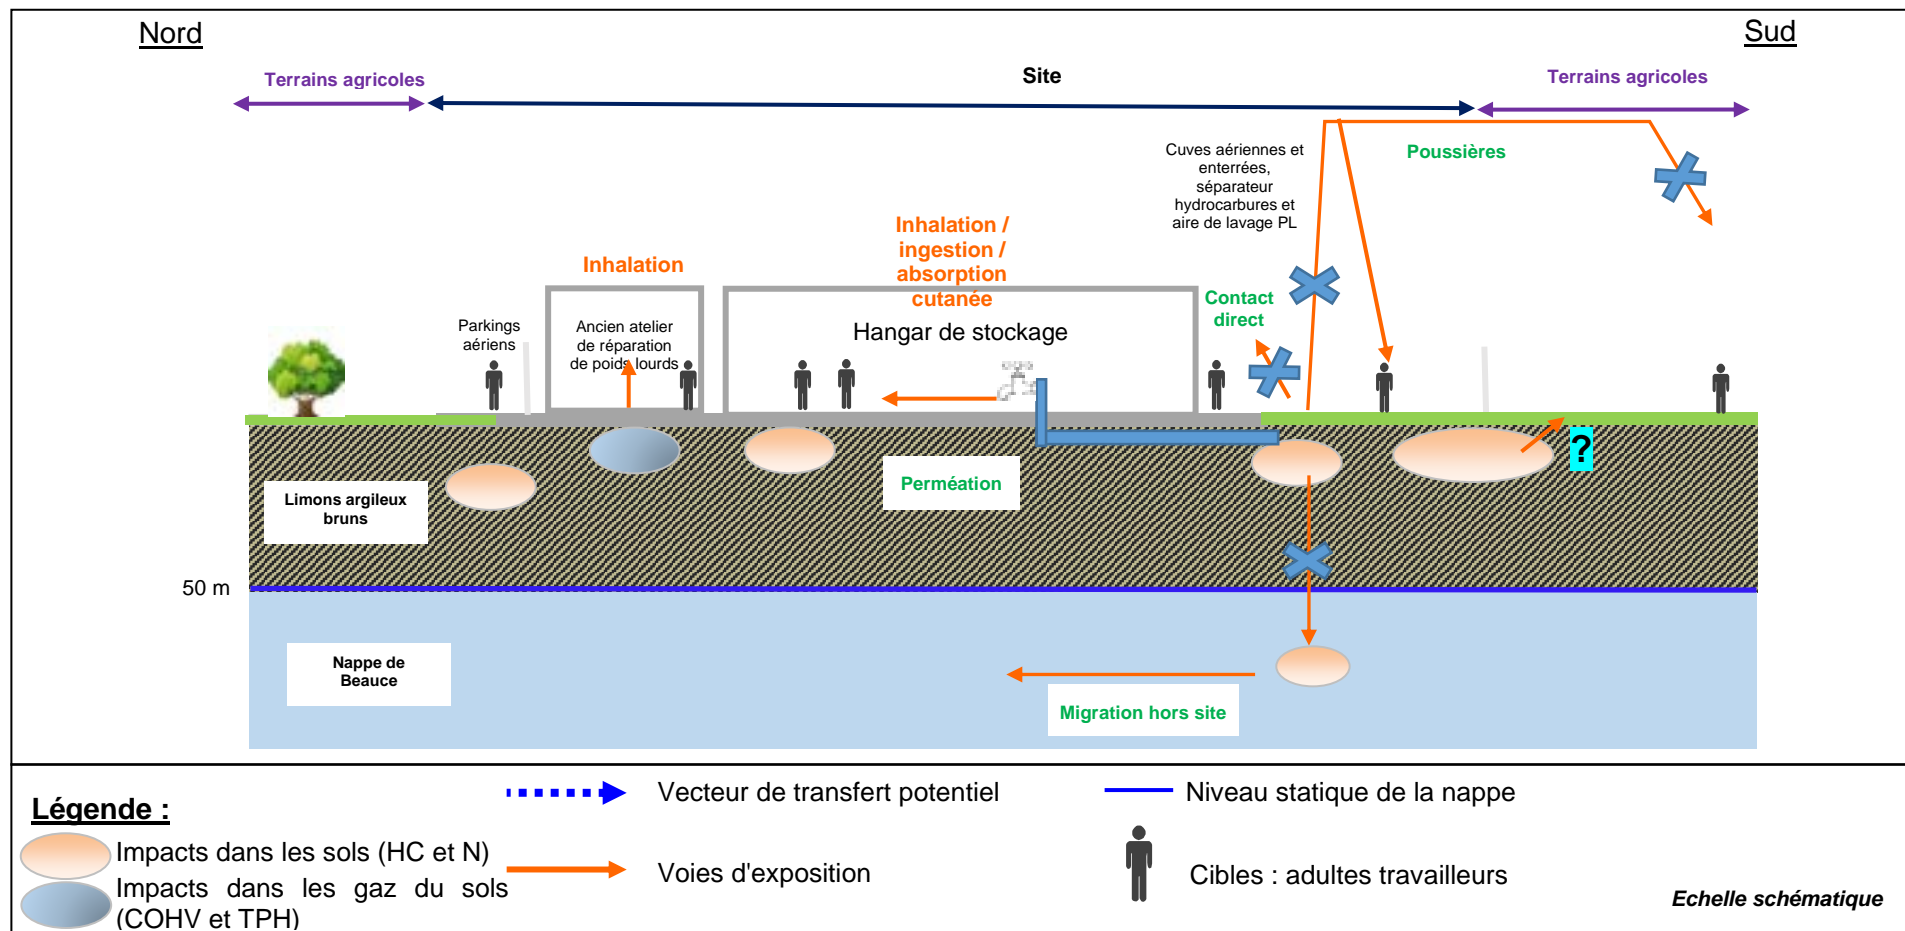 Nord
Sud
Terrains agricoles
Site
Terrains agricoles
Cuves aériennes et
enterrées,
séparateur
hydrocarbures et
aire de lavage PL
Poussières
Inhalation /
ingestion /
absorption
cutanée
Inhalation
Contact
direct
Parkings
aériens
Ancien atelier
de réparation
de poids lourds
Hangar de stockage
?
Perméation
Limons argileux
bruns
50 m
Nappe de
Beauce
Migration hors site
Légende :
Vecteur de transfert potentiel
Niveau statique de la nappe
Impacts dans les sols (HC et N)
Voies d'exposition
Cibles : adultes travailleurs
Impacts dans les gaz du sols
(COHV et TPH)
Echelle schématique